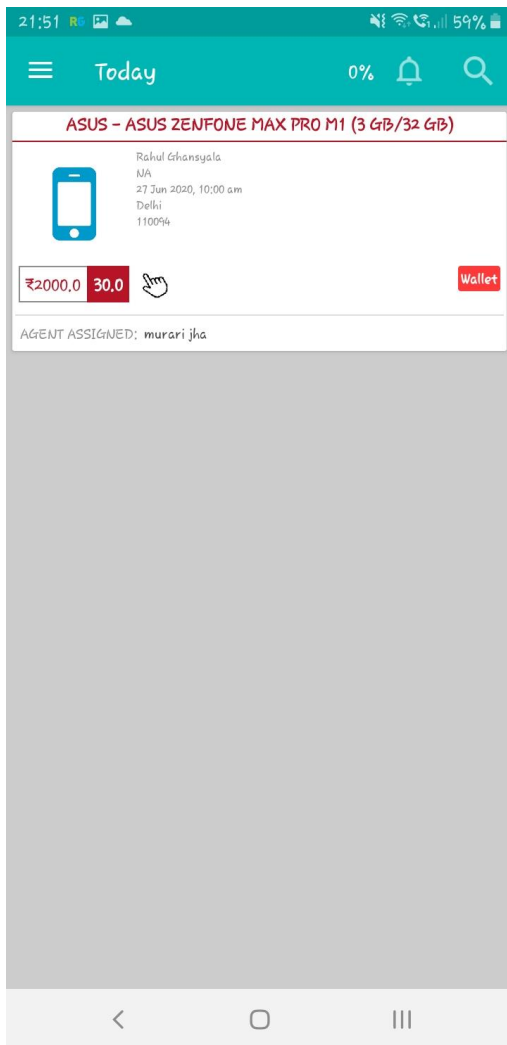 21:51 R 59%
Today 0%
ASUS - ASUS ZENFONE MAX PRO M1 (3 GB/32 GB)
Rahul Ghansyala
NA
27 Jun 2020, 10:00 am
Delhi
110094
₹2000.0 30.0 Wallet
AGENT ASSIGNED: murari jha